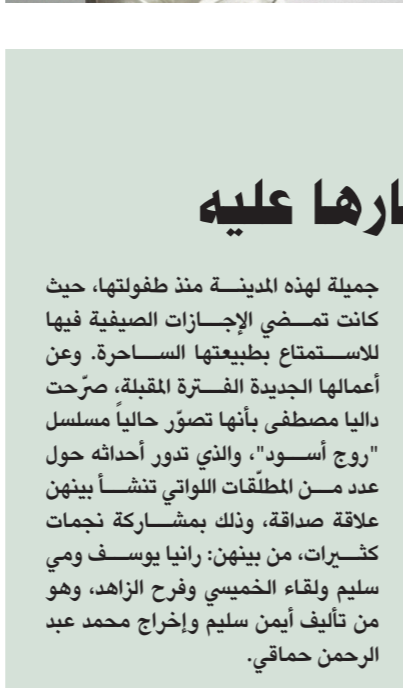 ارها عليه
جميلة لهذه المدينـــة منذ طفولتها، حيث
كانت تمـــضي الإجـــازات الصيفية فيها
للاســـتمتاع بطبيعتها الســـاحرة. وعن
أعمالها الجديدة الفـــترة المقبلة، صرّحت
داليا مصطفى بأنها تصوّر حالياً مسلسل
"روج أســـود"، والذي تدور أحداثه حول
عدد مـــن المطلّقات اللواتي تنشـــأ بينهن
علاقة صداقة، وذلك بمشـــاركة نجمات
كثـــيرات، من بينهن: رانيا يوســـف ومي
سليم ولقاء الخميسي وفرح الزاهد، وهو
من تأليف أيمن سليم وإخراج محمد عبد
الرحمن حماقي.